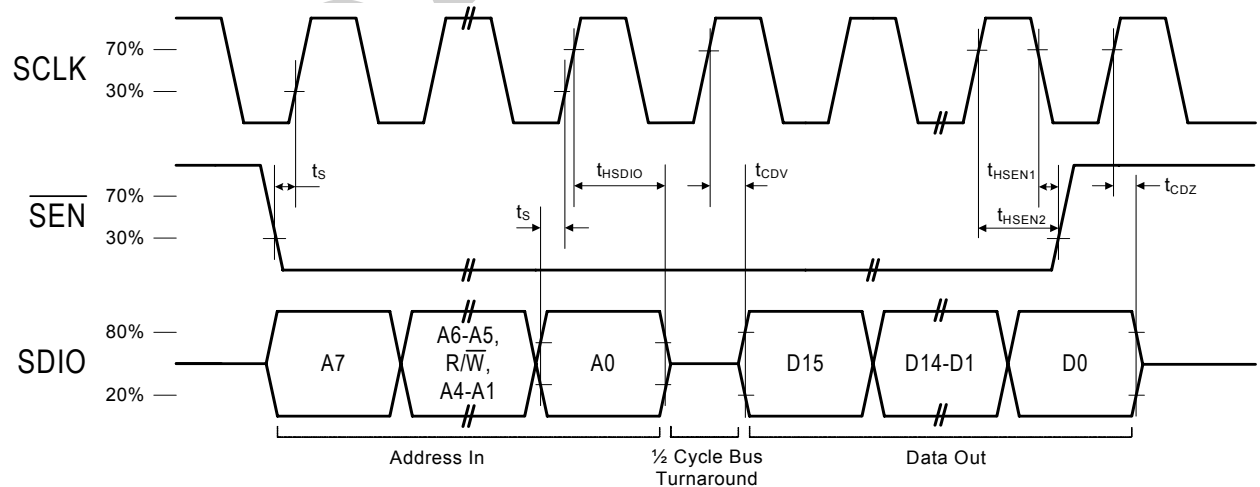 SCLK
70%
30%
SEN
70%
30%
tS
tS
tHSDIO
tCDV
tHSEN1
tHSEN2
tCDZ
SDIO
80%
20%
A7
A6-A5,
R/W,
A4-A1
A0
D15
D14-D1
D0
Address In
½ Cycle Bus
Turnaround
Data Out